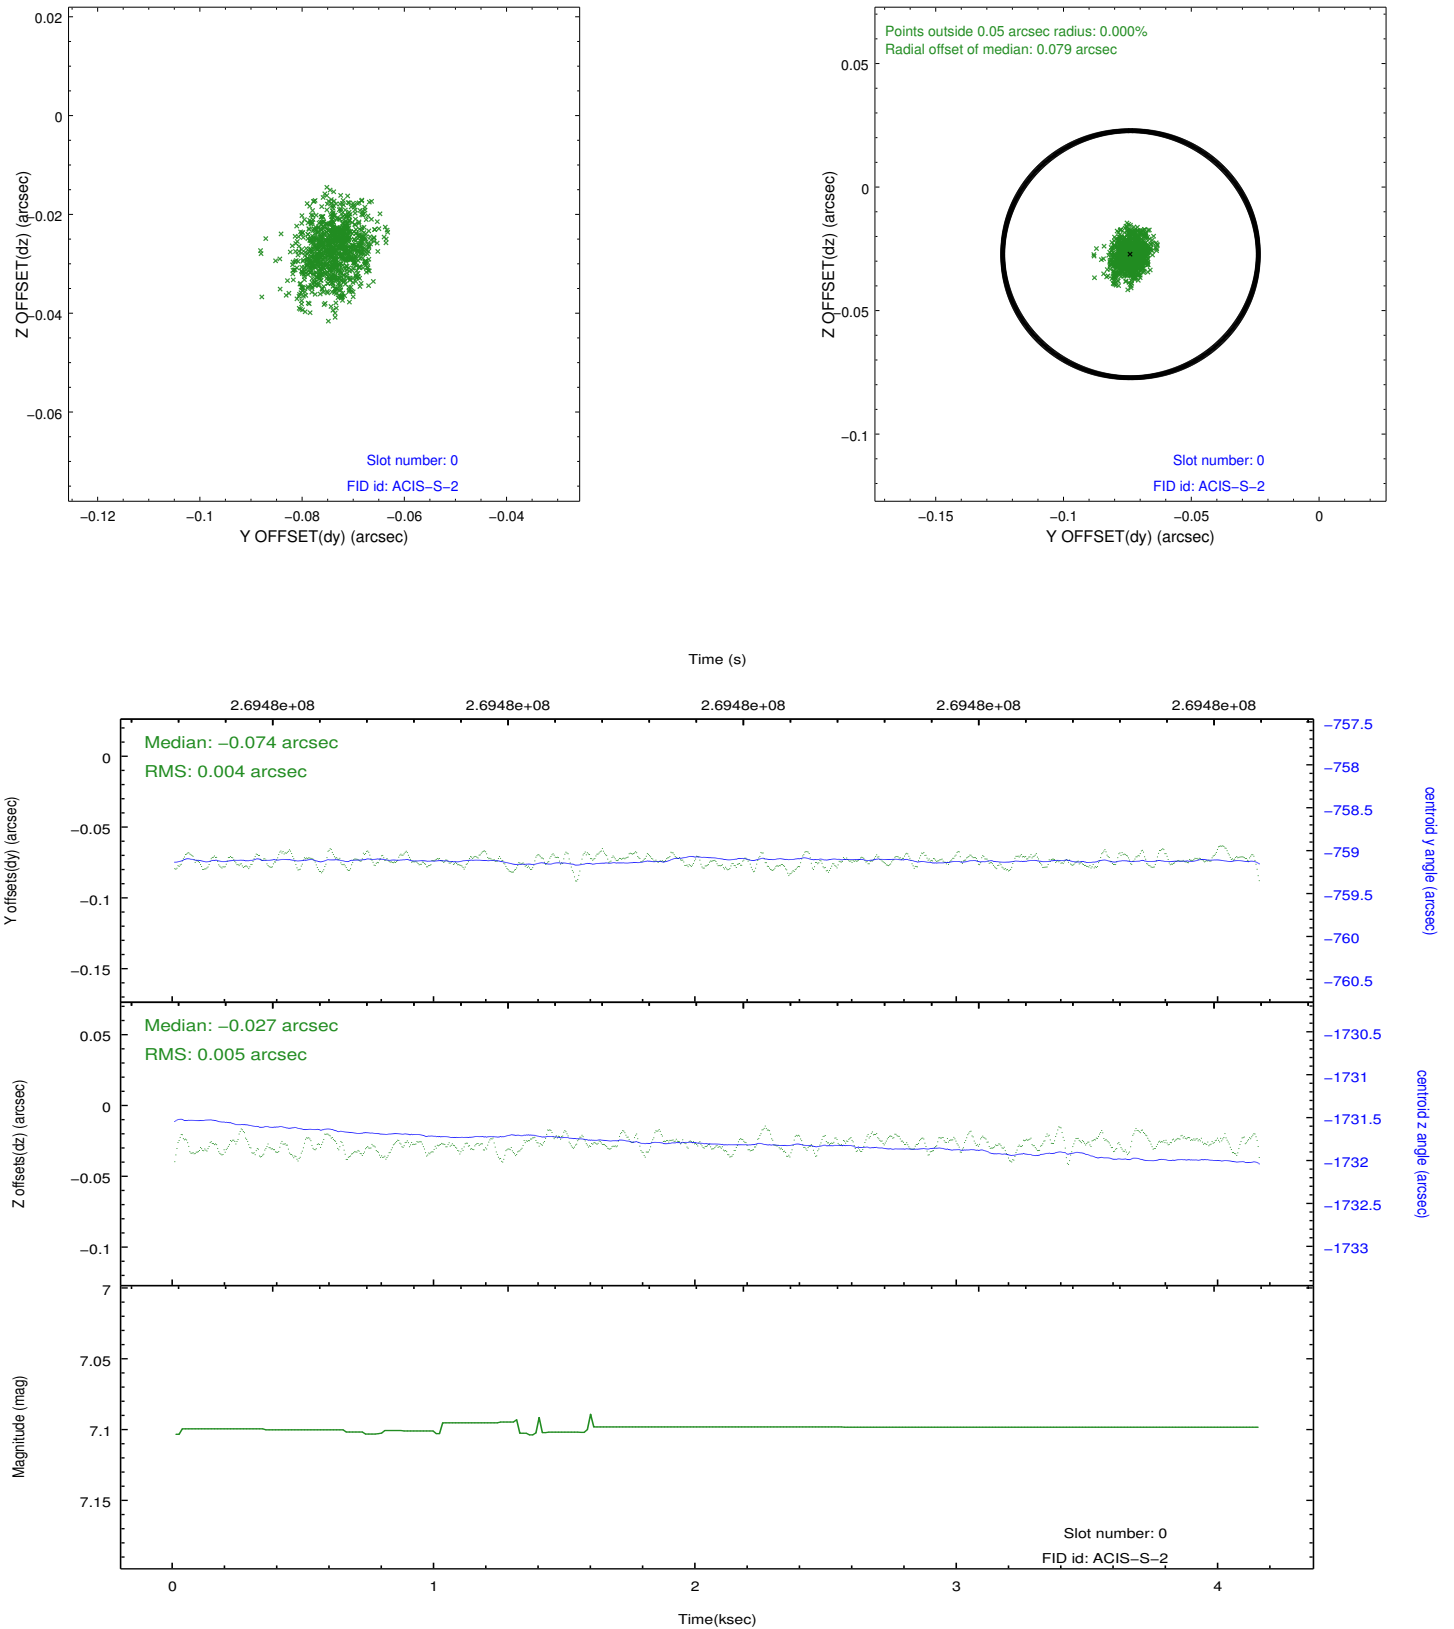 0.02
0
−0.02
−0.04
−0.06
Z OFFSET(dz) (arcsec)
Slot number: 0
FID id: ACIS−S−2
−0.12
−0.1
−0.08
−0.06
−0.04
Y OFFSET(dy) (arcsec)
Points outside 0.05 arcsec radius: 0.000%
Radial offset of median: 0.079 arcsec
0.05
0
−0.05
−0.1
Z OFFSET(dz) (arcsec)
Slot number: 0
FID id: ACIS−S−2
−0.15
−0.1
−0.05
0
Y OFFSET(dy) (arcsec)
Time (s)
2.6948e+08
2.6948e+08
2.6948e+08
2.6948e+08
2.6948e+08
Median: −0.074 arcsec
RMS: 0.004 arcsec
0
−0.05
−0.1
−0.15
Y offsets(dy) (arcsec)
−757.5
−758
−758.5
−759
−759.5
−760
−760.5
centroid y angle (arcsec)
Median: −0.027 arcsec
RMS: 0.005 arcsec
0.05
0
−0.05
−0.1
Z offsets(dz) (arcsec)
−1730.5
−1731
−1731.5
−1732
−1732.5
−1733
centroid z angle (arcsec)
7
7.05
7.1
7.15
Magnitude (mag)
Slot number: 0
FID id: ACIS−S−2
0
1
2
3
4
Time(ksec)